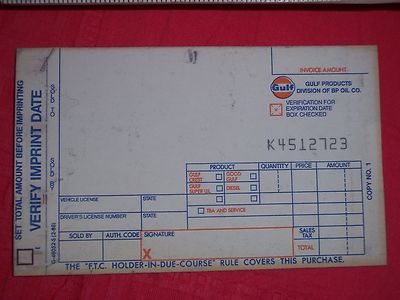 SET TOTAL AMOUNT BEFORE IMPRINTING
VERIFY IMPRINT DATE
SOLD TO
INVOICE AMOUNT
Gulf
GULF PRODUCTS
DIVISION OF BP OIL CO.
VERIFICATION FOR
EXPIRATION DATE
BOX CHECKED
K4512723
PRODUCT QUANTITY PRICE AMOUNT
GULF CREST GOOD GULF
GULF SUPER UL DIESEL
TBA AND SERVICE
VEHICLE LICENSE STATE
DRIVER'S LICENSE NUMBER STATE
SOLD BY AUTH. CODE SIGNATURE SALES TAX
X TOTAL
COPY NO. 1
THE "F.T.C. HOLDER-IN-DUE-COURSE" RULE COVERS THIS PURCHASE.